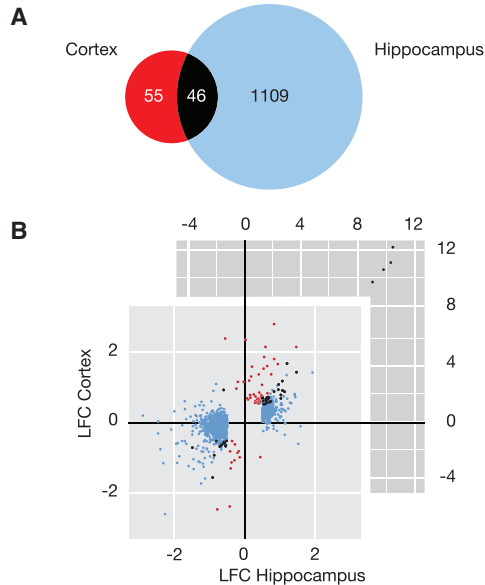 A
Cortex
Hippocampus
55
46
1109
B
-4 0 4 8 12
12
8
4
0
-4
2
0
-2
LFC Cortex
-2 0 2
LFC Hippocampus